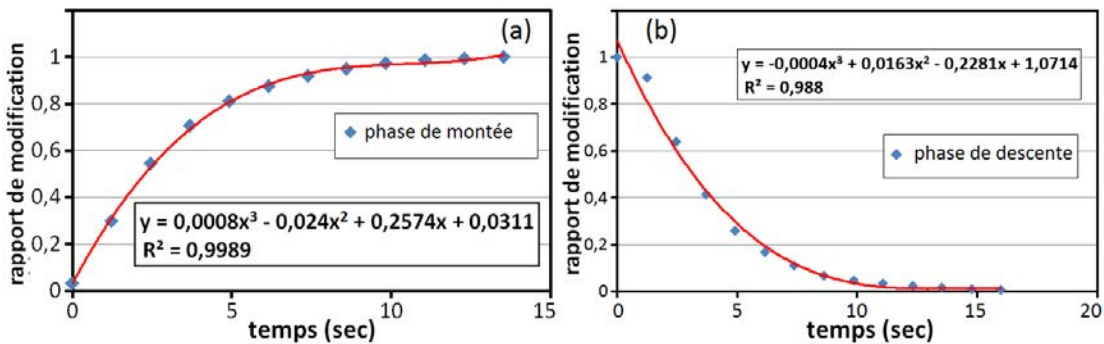 (a)
rapport de modification
1
0,8
0,6
0,4
0,2
0
phase de montée
y = 0,0008x³ - 0,024x² + 0,2574x + 0,0311
R² = 0,9989
0 5 10 15
temps (sec)
(b)
rapport de modification
1
0,8
0,6
0,4
0,2
0
y = -0,0004x³ + 0,0163x² - 0,2281x + 1,0714
R² = 0,988
phase de descente
0 5 10 15 20
temps (sec)